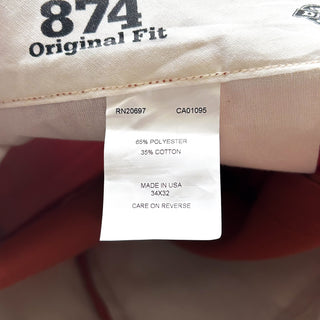 874
Original Fit
RN20697 CA01095
65% POLYESTER
35% COTTON
MADE IN USA
34X32
CARE ON REVERSE